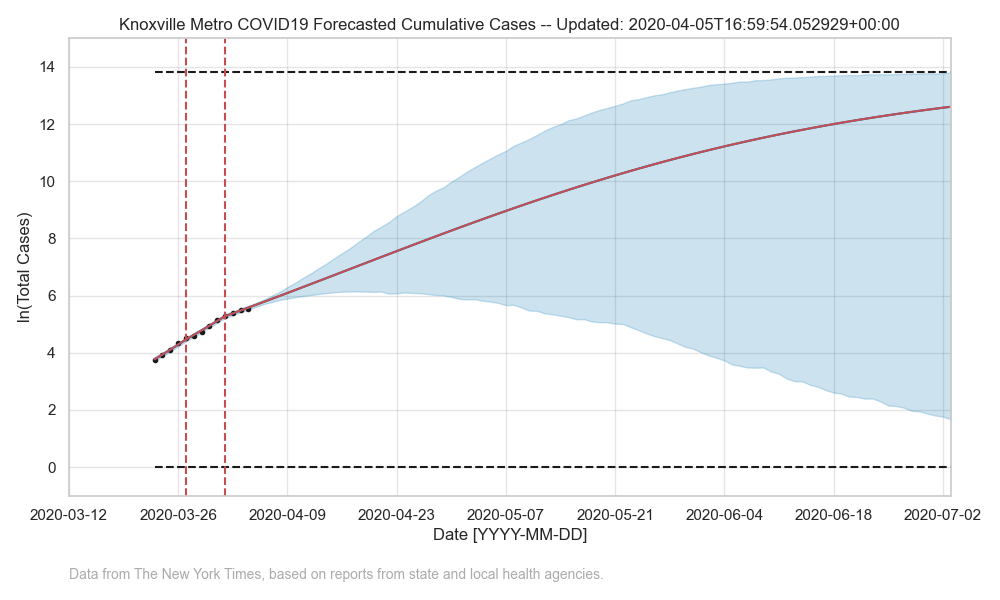 Knoxville Metro COVID19 Forecasted Cumulative Cases -- Updated: 2020-04-05T16:59:54.052929+00:00
ln(Total Cases)
14
12
10
8
6
4
2
0
2020-03-12 2020-03-26 2020-04-09 2020-04-23 2020-05-07 2020-05-21 2020-06-04 2020-06-18 2020-07-02
Date [YYYY-MM-DD]
Data from The New York Times, based on reports from state and local health agencies.